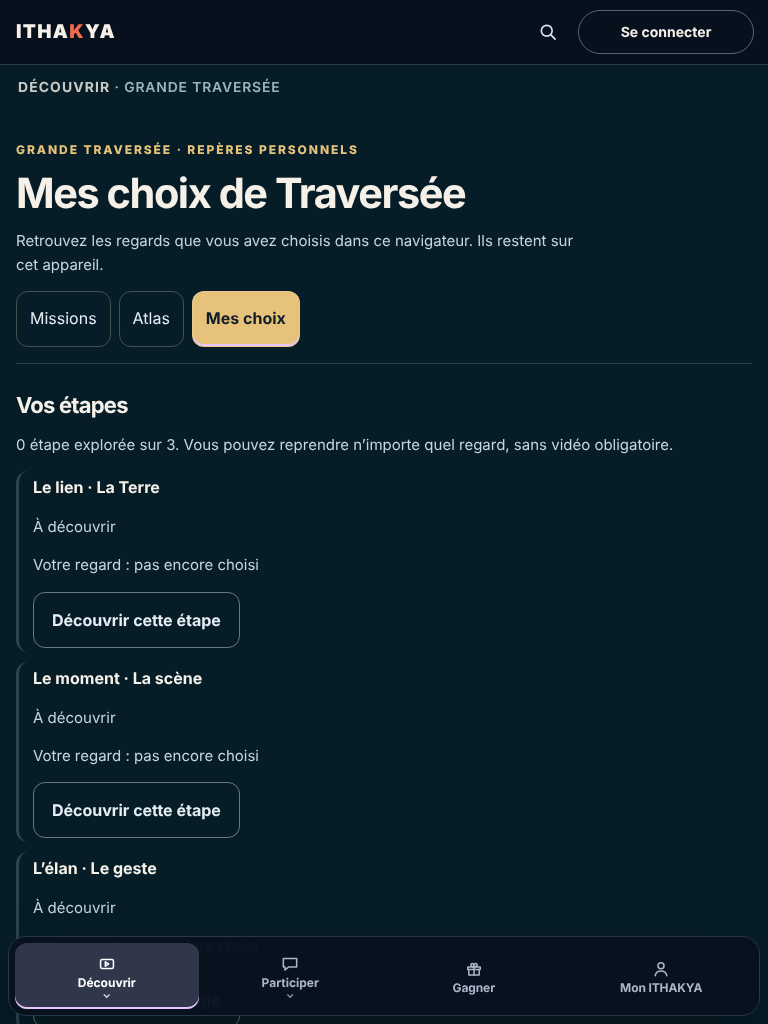 ITHAKYA
Se connecter
DÉCOUVRIR · GRANDE TRAVERSÉE
GRANDE TRAVERSÉE · REPÈRES PERSONNELS
Mes choix de Traversée
Retrouvez les regards que vous avez choisis dans ce navigateur. Ils restent sur
cet appareil.
Missions
Atlas
Mes choix
Vos étapes
0 étape explorée sur 3. Vous pouvez reprendre n’importe quel regard, sans vidéo obligatoire.
Le lien · La Terre
À découvrir
Votre regard : pas encore choisi
Découvrir cette étape
Le moment · La scène
À découvrir
Votre regard : pas encore choisi
Découvrir cette étape
L’élan · Le geste
À découvrir
Découvrir
Participer
Gagner
Mon ITHAKYA